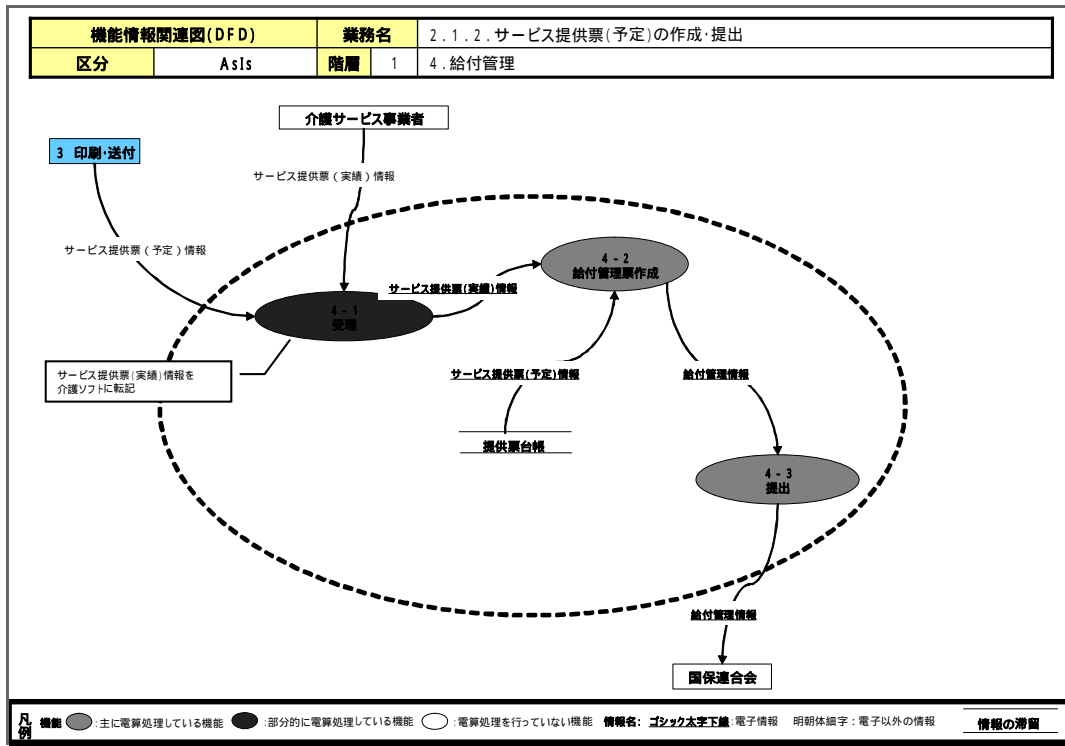 機能情報関連図(DFD) 業務名 2.1.2.サービス提供票(予定)の作成・提出
区分 AsIs 階層 1 4.給付管理
介護サービス事業者
3 印刷・送付
サービス提供票（実績）情報
サービス提供票（予定）情報
4-2
給付管理票作成
サービス提供票(実績)情報
4-1
受理
サービス提供票(実績)情報を
介護ソフトに転記
サービス提供票(予定)情報
給付管理情報
提供票台帳
4-3
提出
給付管理情報
国保連合会
凡例 機能 :主に電算処理している機能 :部分的に電算処理している機能 :電算処理を行っていない機能 情報名: ゴシック太字下線:電子情報 明朝体細字：電子以外の情報 情報の滞留